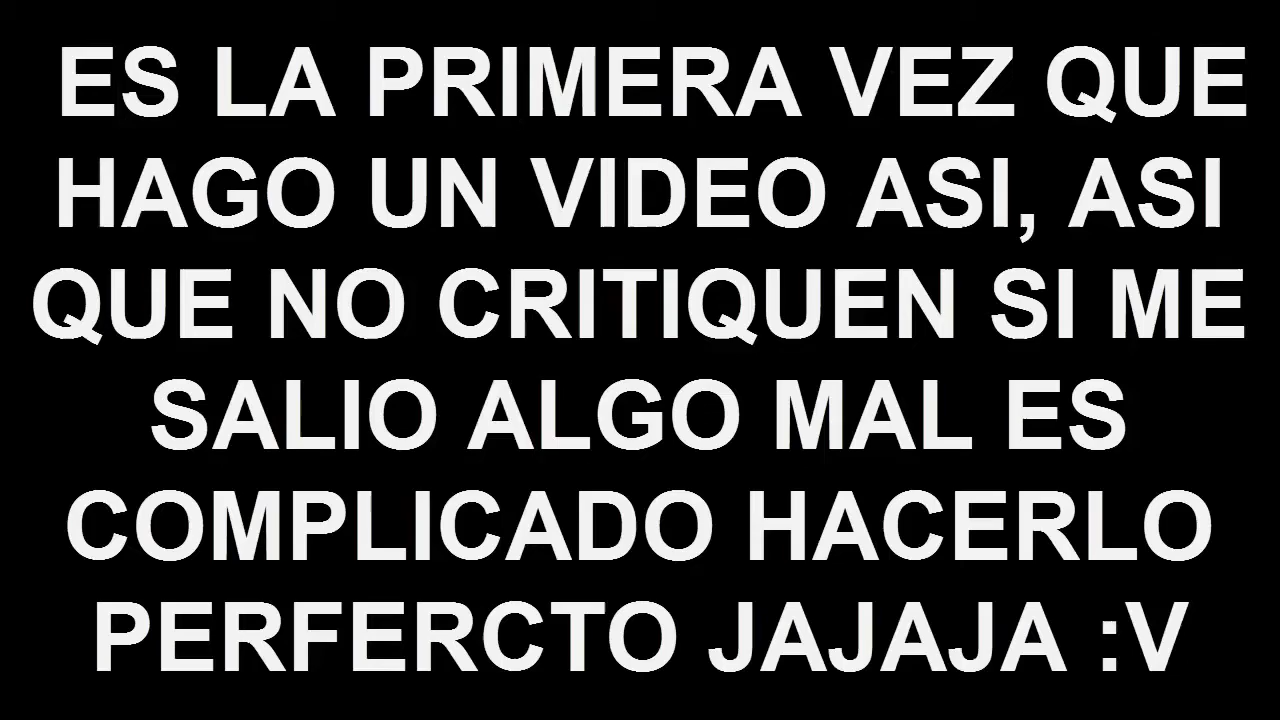 ES LA PRIMERA VEZ QUE
HAGO UN VIDEO ASI, ASI
QUE NO CRITIQUEN SI ME
SALIO ALGO MAL ES
COMPLICADO HACERLO
PERFERCTO JAJAJA :V